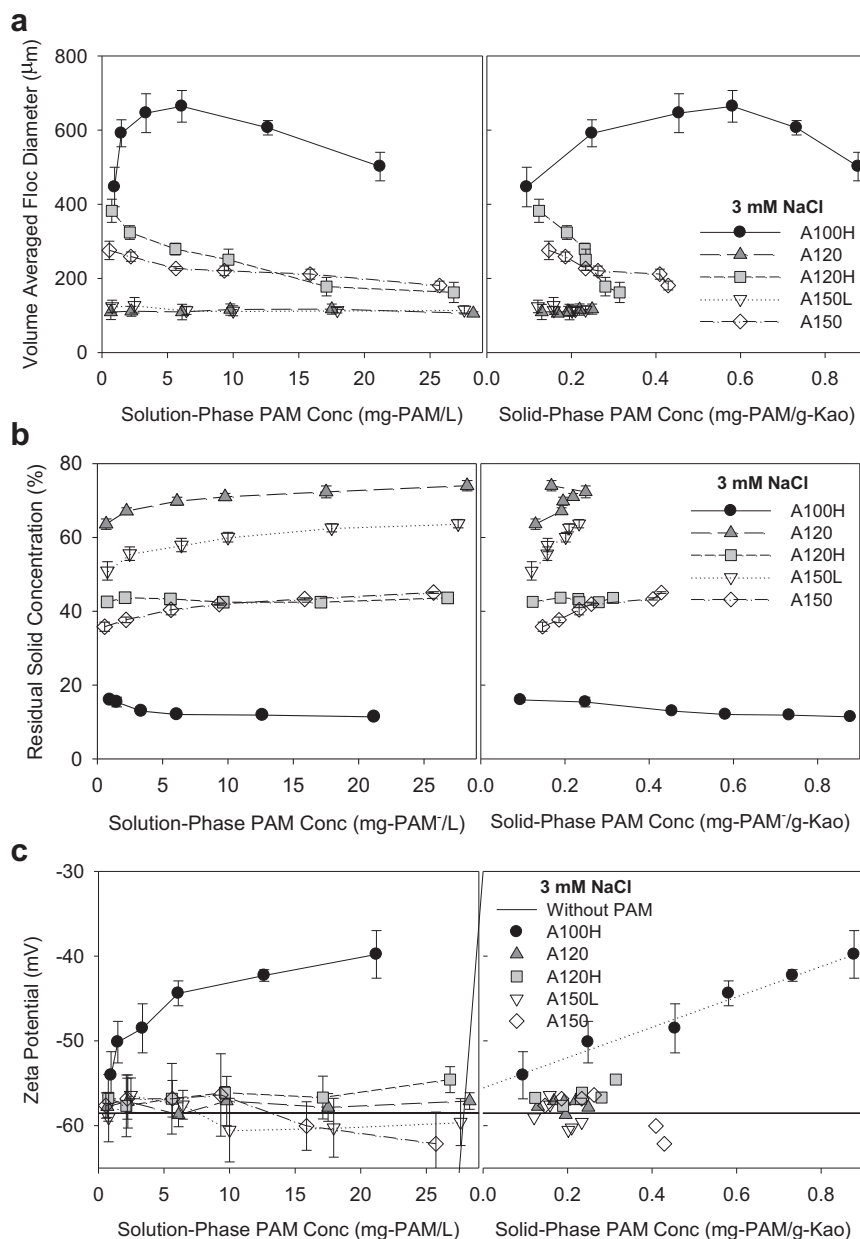 a
Volume Averaged Floc Diameter (μm)
800
600
400
200
0
3 mM NaCl
A100H
A120
A120H
A150L
A150
0 5 10 15 20 25 0.0 0.2 0.4 0.6 0.8
Solution-Phase PAM Conc (mg-PAM/L)
Solid-Phase PAM Conc (mg-PAM/g-Kao)
b
Residual Solid Concentration (%)
80
60
40
20
0
3 mM NaCl
A100H
A120
A120H
A150L
A150
0 5 10 15 20 25 0.0 0.2 0.4 0.6 0.8
Solution-Phase PAM Conc (mg-PAM⁻/L)
Solid-Phase PAM Conc (mg-PAM⁻/g-Kao)
c
Zeta Potential (mV)
-30
-40
-50
-60
3 mM NaCl
Without PAM
A100H
A120
A120H
A150L
A150
0 5 10 15 20 25 0.0 0.2 0.4 0.6 0.8
Solution-Phase PAM Conc (mg-PAM/L)
Solid-Phase PAM Conc (mg-PAM/g-Kao)